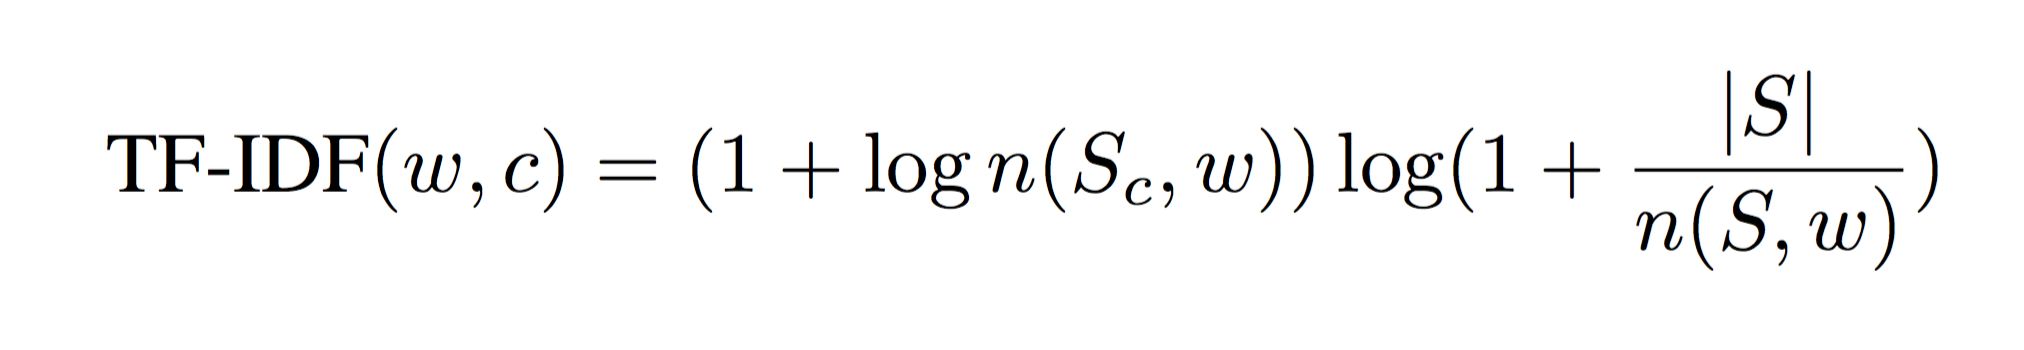 TF-IDF(w, c) = (1 + log n(S_c, w)) log(1 + |S| / n(S, w))